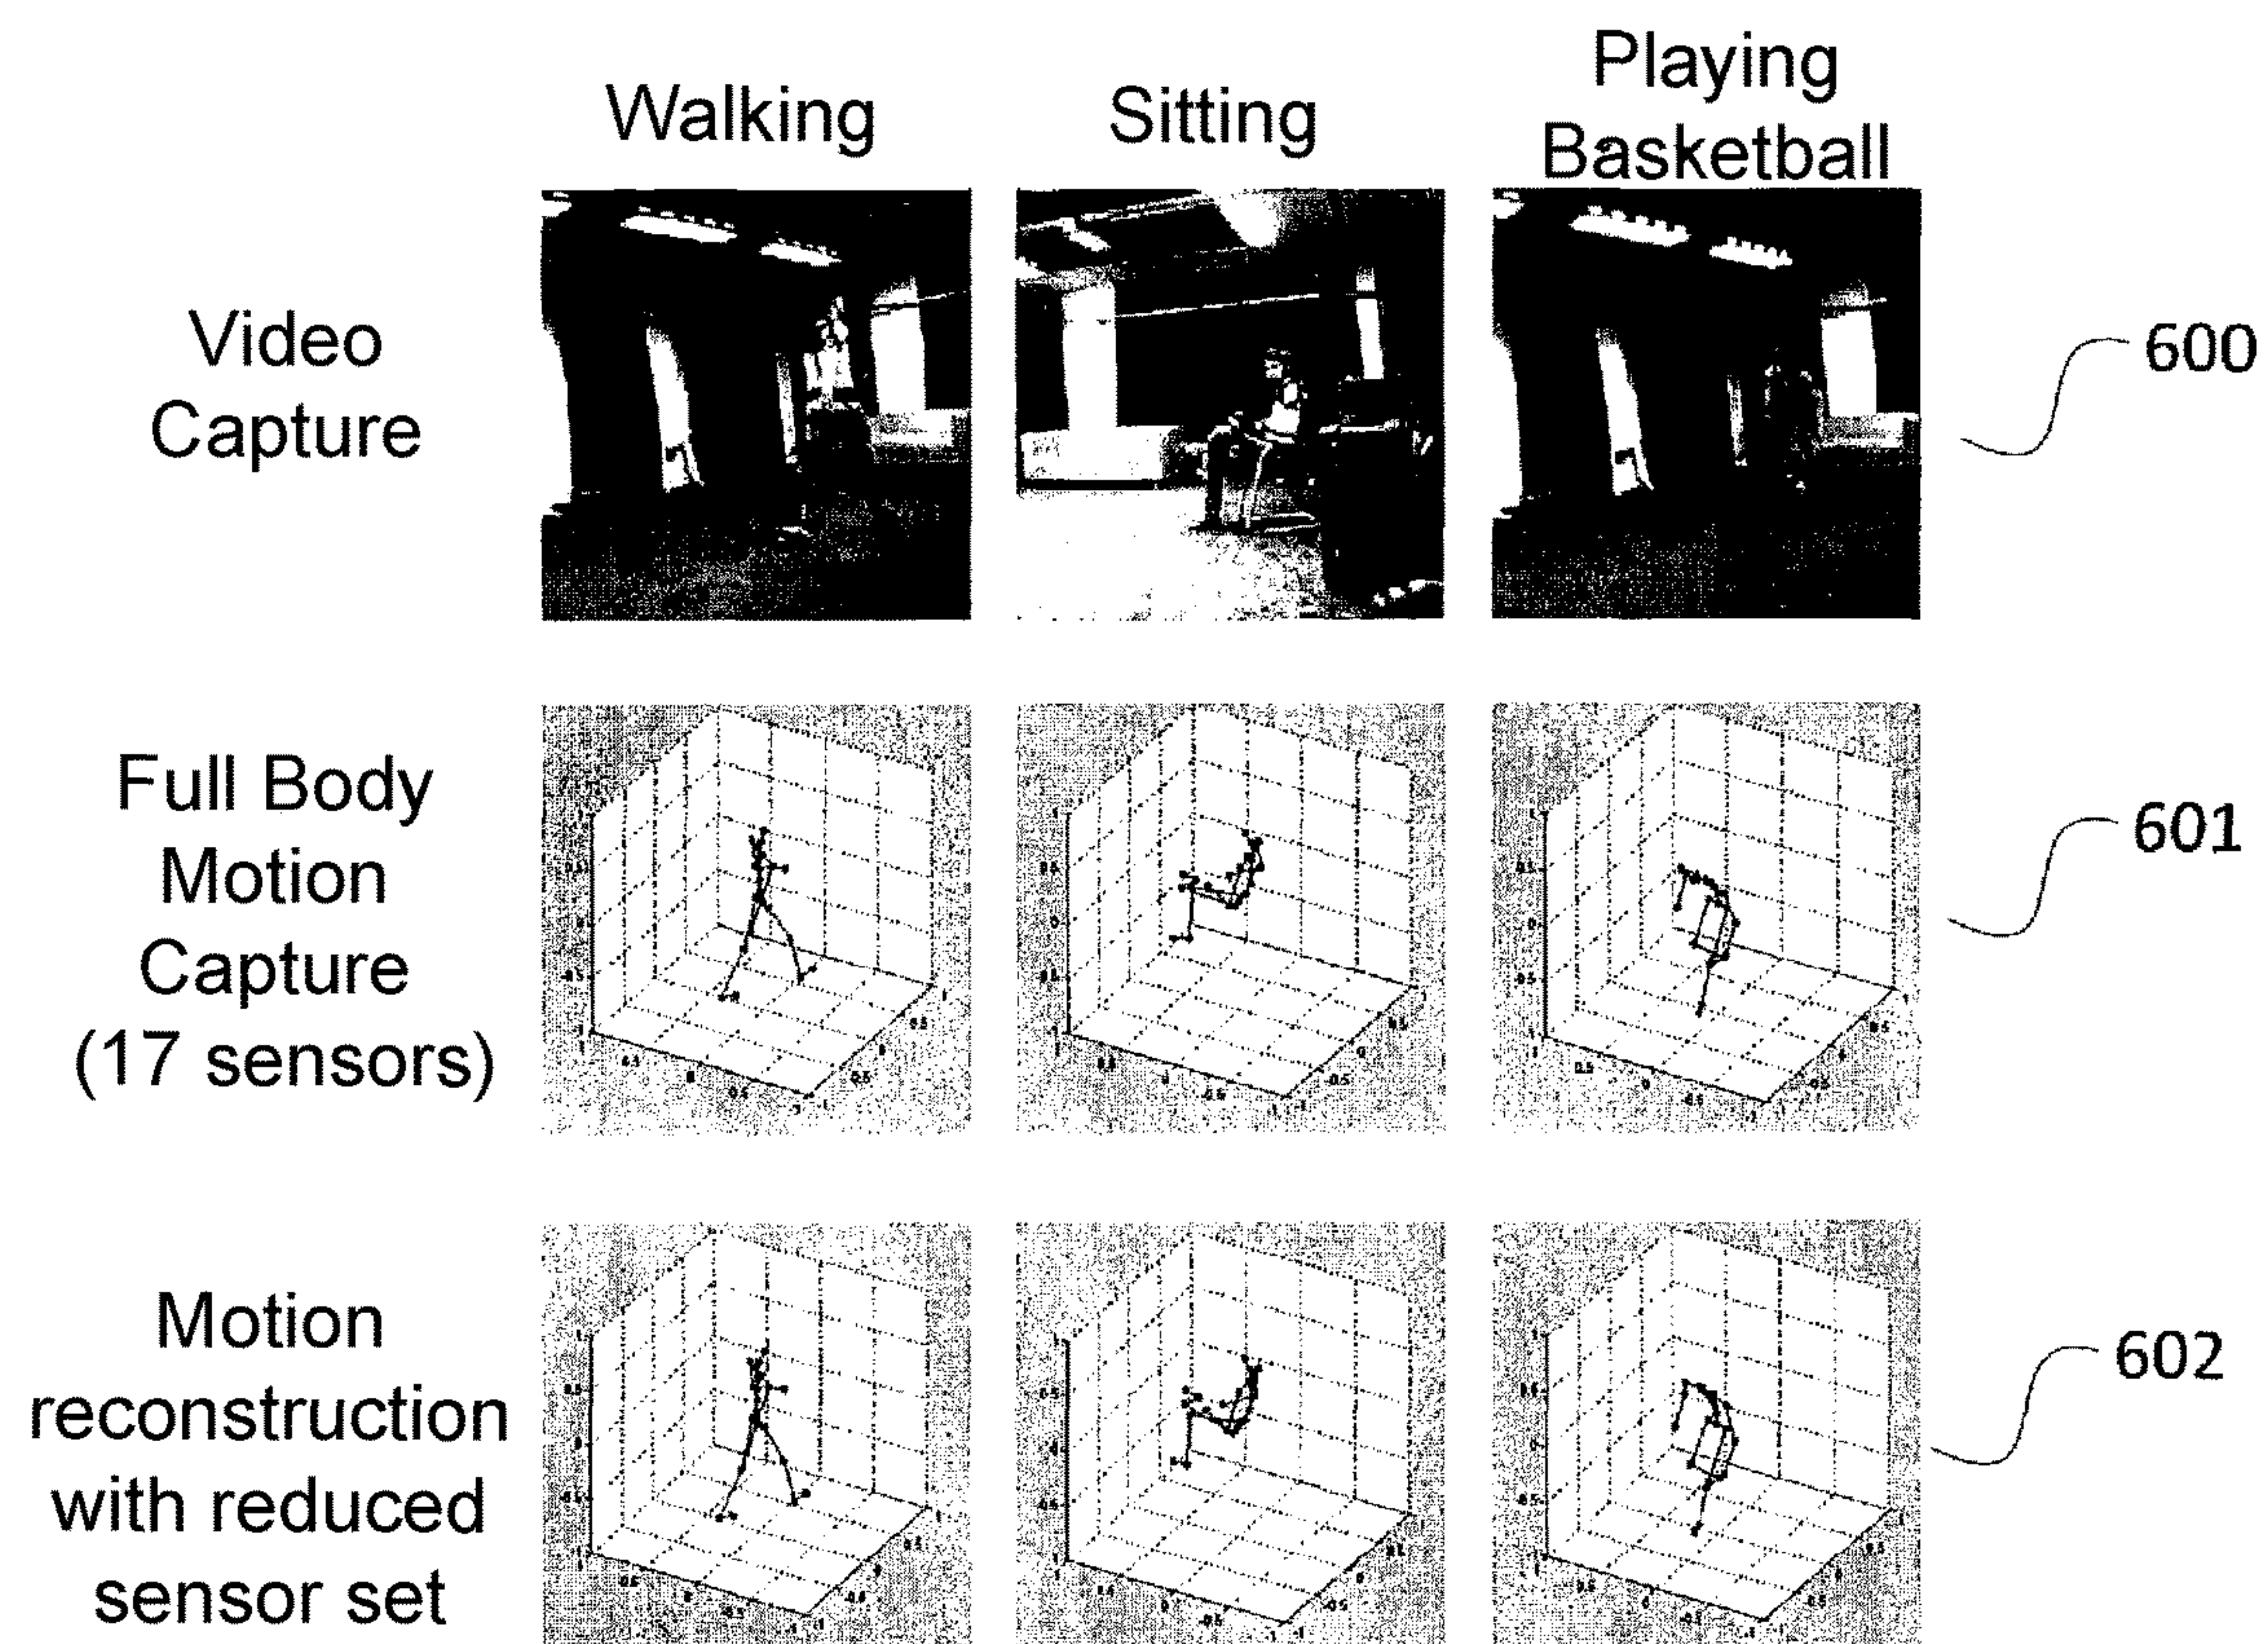 Walking
Sitting
Playing
Basketball
Video
Capture
600
Full Body
Motion
Capture
(17 sensors)
601
Motion
reconstruction
with reduced
sensor set
602